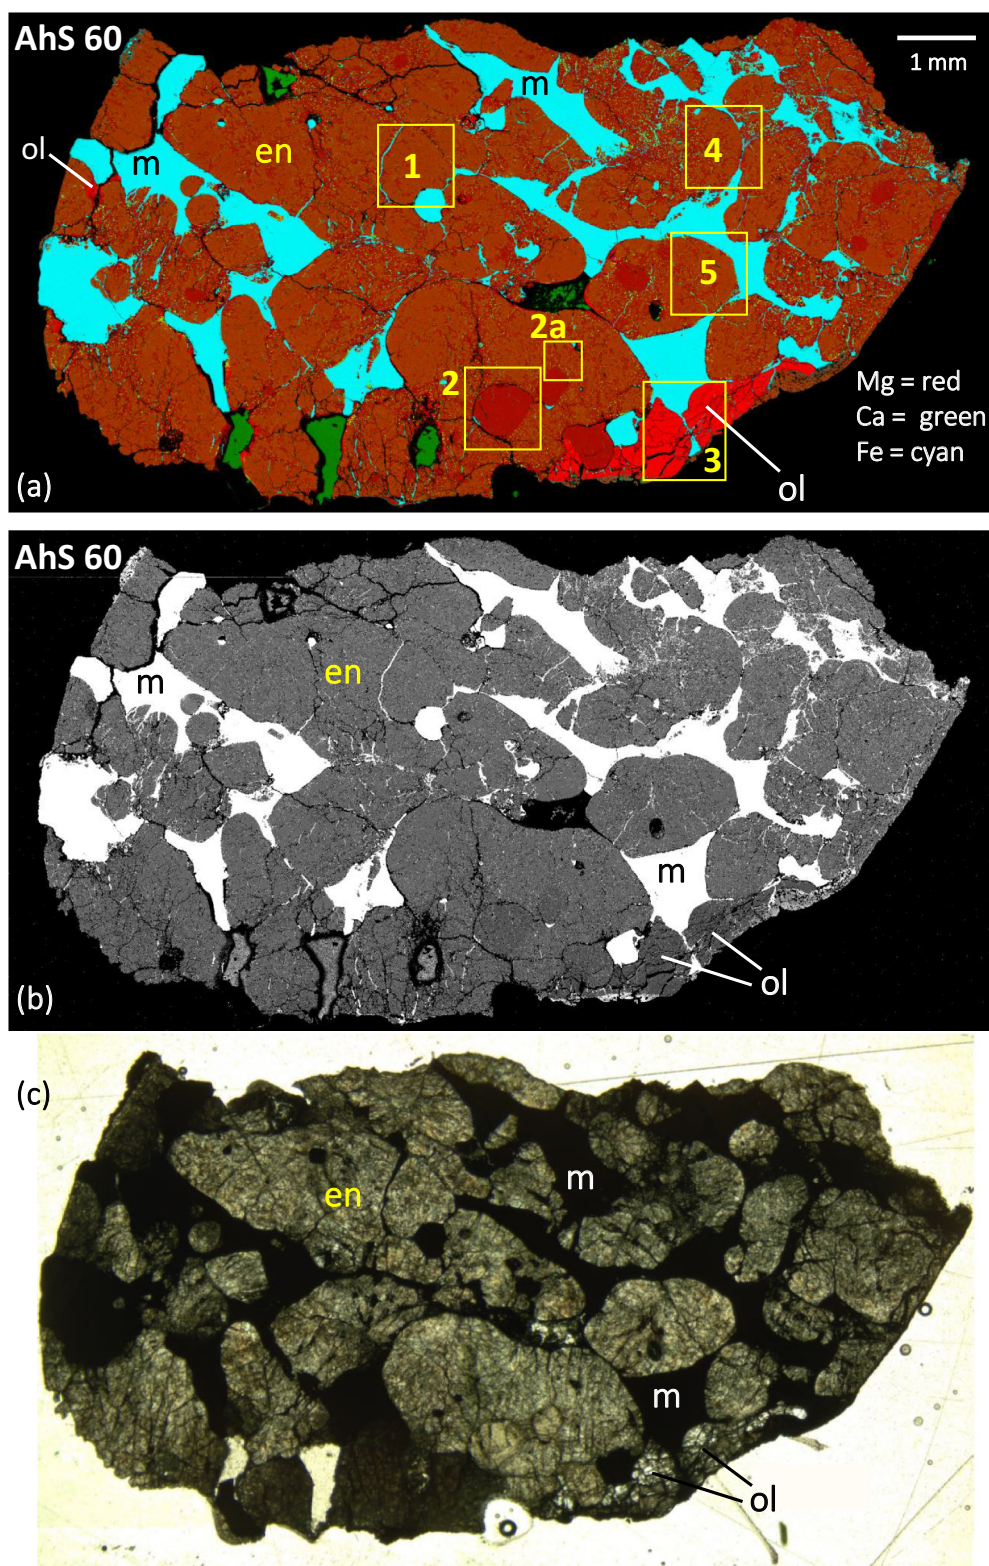 AhS 60
1 mm
m
m
ol
en
1
4
5
2a
2
3
Mg = red
Ca = green
Fe = cyan
ol
(a)
AhS 60
en
m
m
ol
(b)
(c)
m
en
m
ol